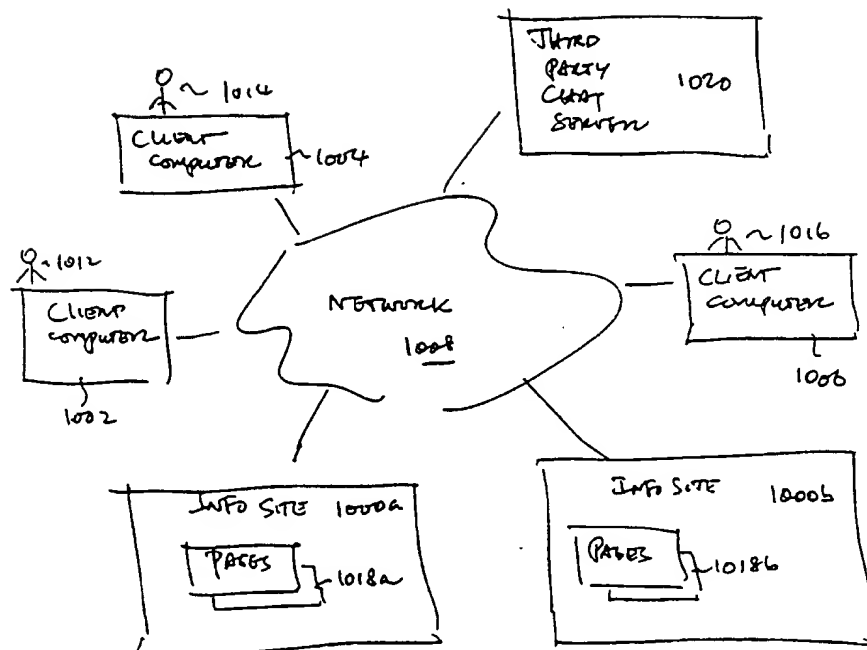 THIRD
PARTY
CHAT
SERVER
1020
1014
CLIENT
COMPUTER
1004
1012
CLIENT
COMPUTER
1002
NETWORK
1008
1016
CLIENT
COMPUTER
1006
INFO SITE 1000a
PAGES
1018a
INFO SITE 1000b
PAGES
1018b